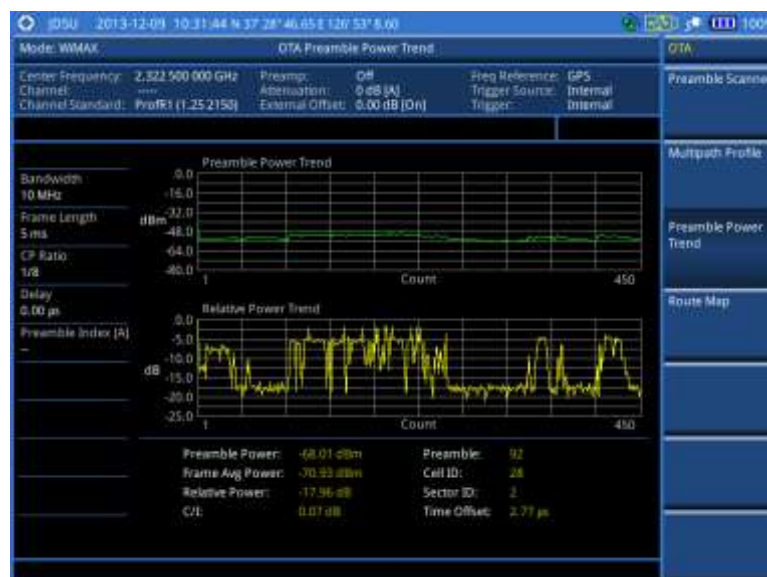 JDSU 2013-12-09 10:31:44 N 37° 28' 46.65 E 126° 53' 8.60 100%
Mode: WiMAX OTA Preamble Power Trend OTA
Center Frequency: 2.322 500 000 GHz Preamp: Off Freq Reference: GPS
Channel: ----- Attenuation: 0 dB [A] Trigger Source: Internal
Channel Standard: ProfR1 (1.25 2150) External Offset: 0.00 dB [On] Trigger: Internal
Preamble Scanne
Multipath Profile
Preamble Power
Trend
Route Map
Bandwidth
10 MHz
Frame Length
5 ms
CP Ratio
1/8
Delay
0.00 µs
Preamble Index [A]
--
Preamble Power Trend
0.0
-16.0
dBm -32.0
-48.0
-64.0
-80.0
1 Count 450
Relative Power Trend
0.0
-5.0
-10.0
dB
-15.0
-20.0
-25.0
1 Count 450
Preamble Power: -68.01 dBm Preamble: 92
Frame Avg Power: -70.93 dBm Cell ID: 28
Relative Power: -17.96 dB Sector ID: 2
C/I: 0.07 dB Time Offset: 2.77 µs